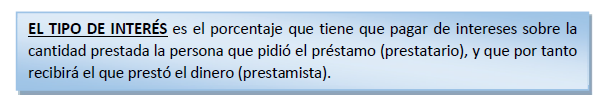 EL TIPO DE INTERÉS es el porcentaje que tiene que pagar de intereses sobre la
cantidad prestada la persona que pidió el préstamo (prestatario), y que por tanto
recibirá el que prestó el dinero (prestamista).